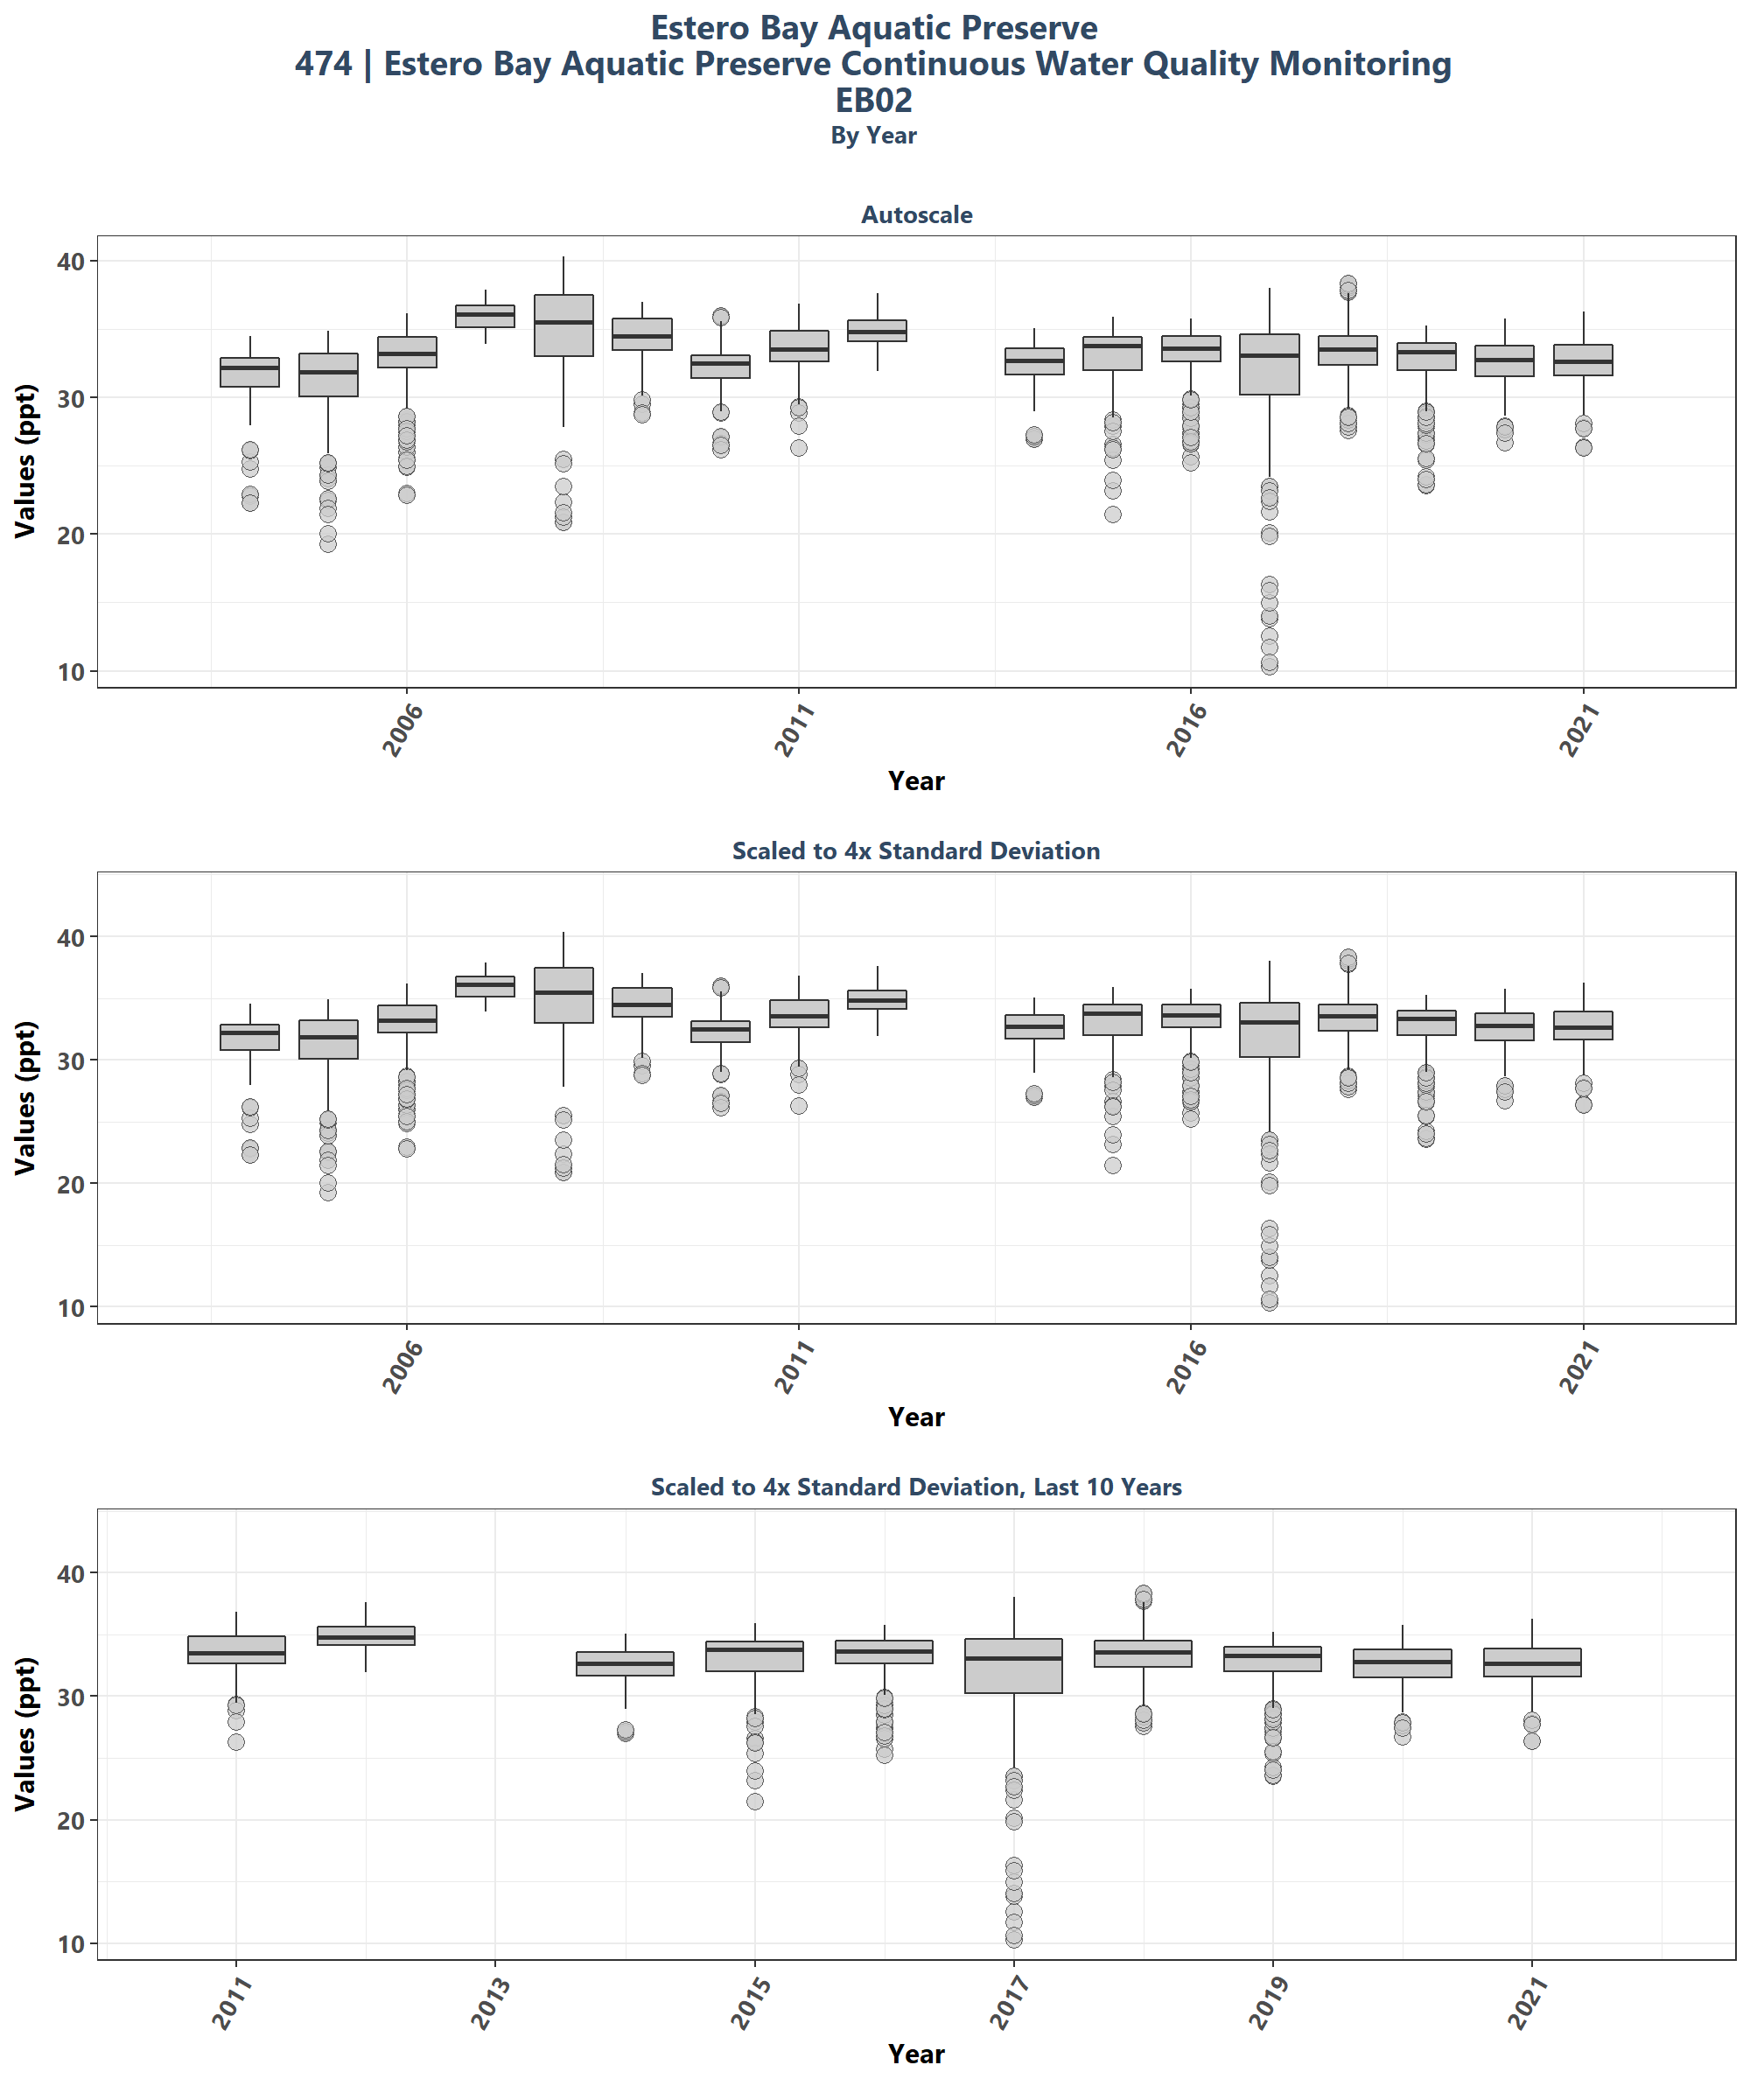 Estero Bay Aquatic Preserve
474 | Estero Bay Aquatic Preserve Continuous Water Quality Monitoring
EB02
By Year
Autoscale
Values (ppt)
40
30
20
10
2006
2011
2016
2021
Year
Scaled to 4x Standard Deviation
Values (ppt)
40
30
20
10
2006
2011
2016
2021
Year
Scaled to 4x Standard Deviation, Last 10 Years
Values (ppt)
40
30
20
10
2011
2013
2015
2017
2019
2021
Year